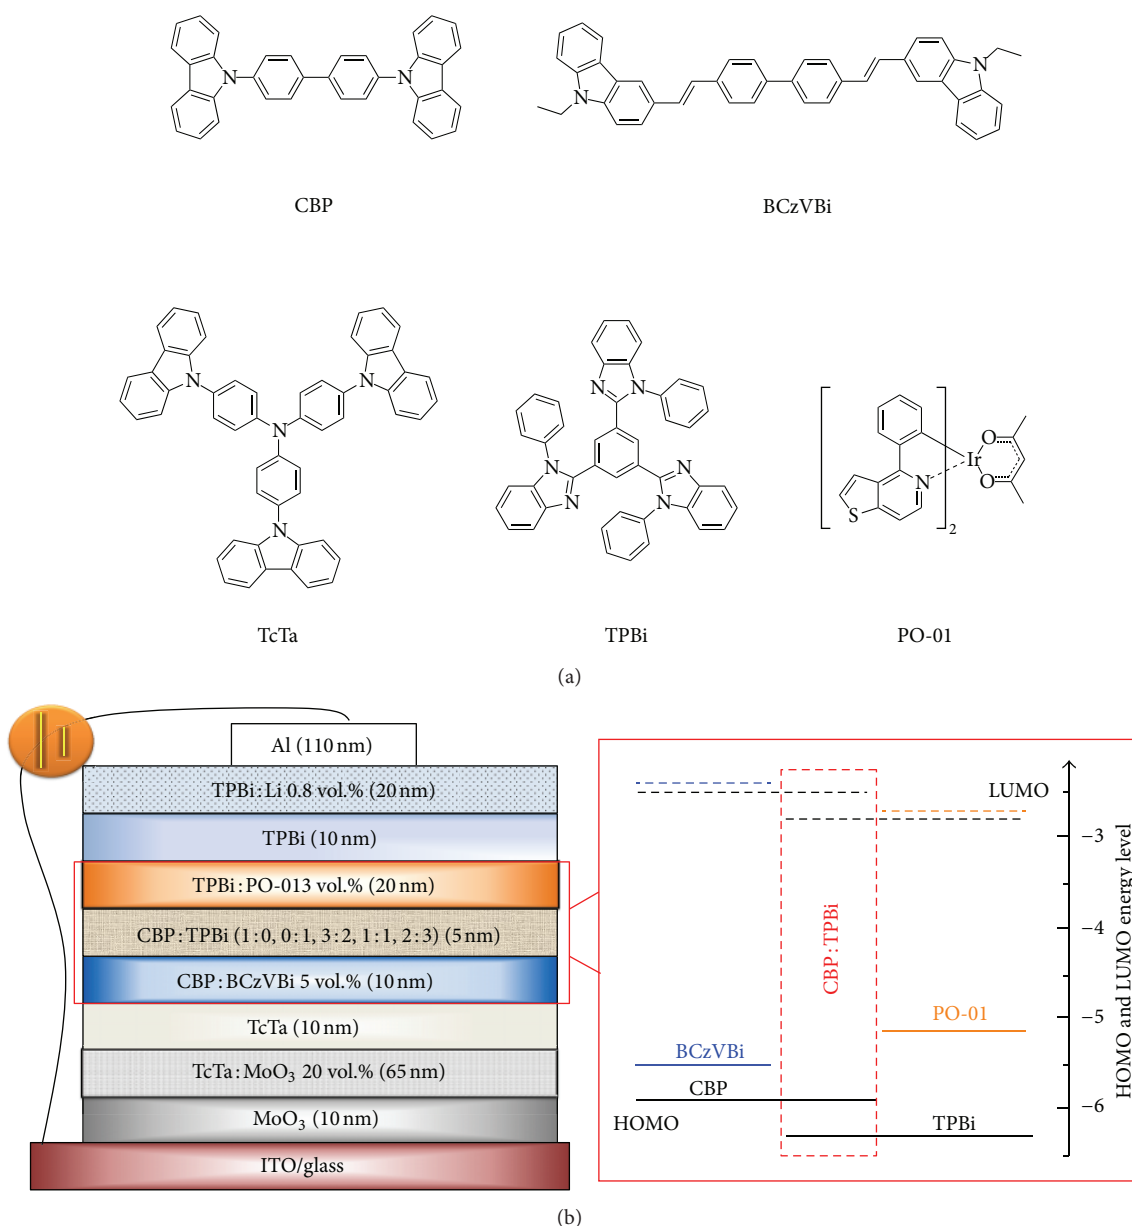 N
N
CBP
N
N
BCzVBi
N
N
N
N
TcTa
N
N
N
N
N
N
TPBi
S
N
Ir
O
O
2
PO-01
(a)
Al (110 nm)
TPBi:Li 0.8 vol.% (20 nm)
TPBi (10 nm)
TPBi:PO-013 vol.% (20 nm)
CBP:TPBi (1:0, 0:1, 3:2, 1:1, 2:3) (5 nm)
CBP:BCzVBi 5 vol.% (10 nm)
TcTa (10 nm)
TcTa:MoO₃ 20 vol.% (65 nm)
MoO₃ (10 nm)
ITO/glass
LUMO
CBP:TPBi
PO-01
BCzVBi
CBP
HOMO
TPBi
−3
−4
−5
−6
HOMO and LUMO energy level
(b)